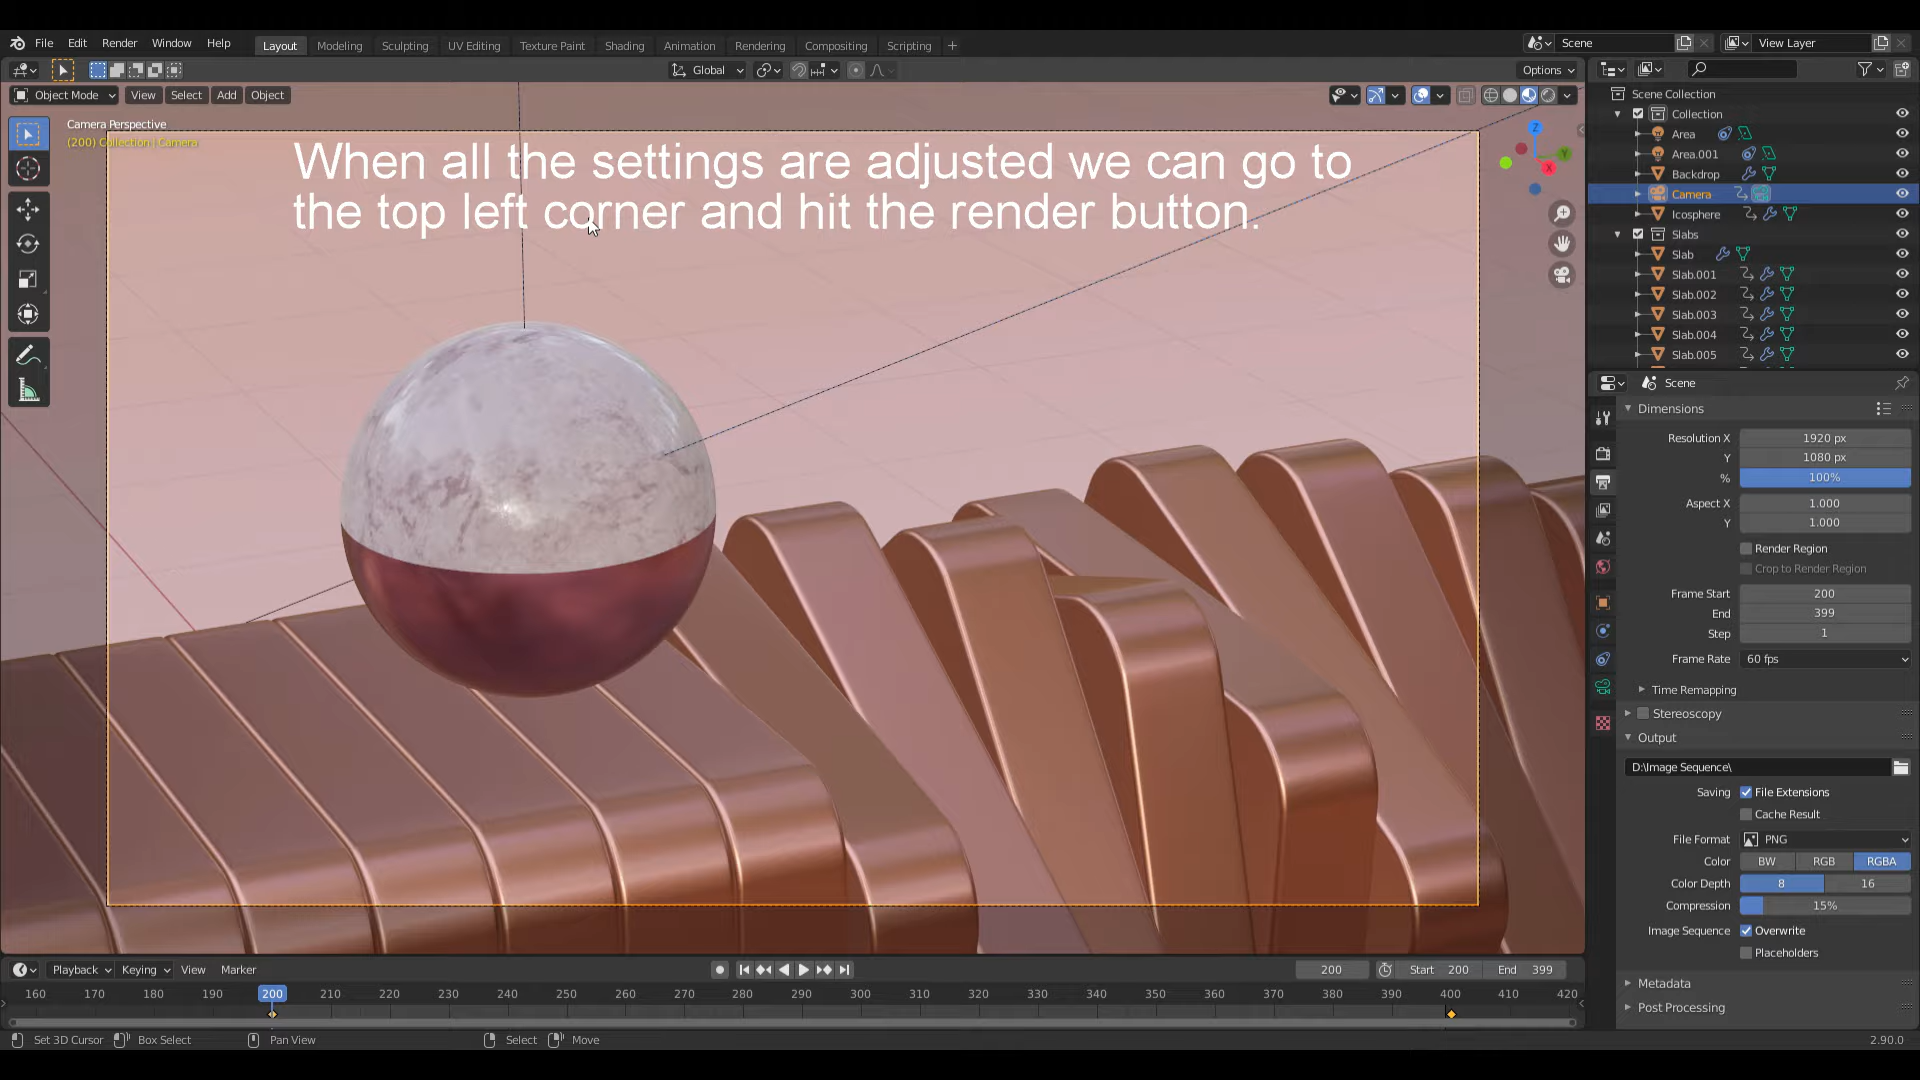 File Edit Render Window Help Layout Modeling Sculpting UV Editing Texture Paint Shading Animation Rendering Compositing Scripting + Scene View Layer
Global Options
Object Mode View Select Add Object
Camera Perspective
(200) Collection | Camera
When all the settings are adjusted we can go to
the top left corner and hit the render button.
Z
Y
X
Scene Collection
Collection
Area
Area.001
Backdrop
Camera
Icosphere
Slabs
Slab
Slab.001
Slab.002
Slab.003
Slab.004
Slab.005
Scene
Dimensions
Resolution X 1920 px
Y 1080 px
% 100%
Aspect X 1.000
Y 1.000
Render Region
Crop to Render Region
Frame Start 200
End 399
Step 1
Frame Rate 60 fps
Time Remapping
Stereoscopy
Output
D:\Image Sequence\
Saving File Extensions
Cache Result
File Format PNG
Color BW RGB RGBA
Color Depth 8 16
Compression 15%
Image Sequence Overwrite
Placeholders
Metadata
Post Processing
Playback Keying View Marker 200 Start 200 End 399
160 170 180 190 200 210 220 230 240 250 260 270 280 290 300 310 320 330 340 350 360 370 380 390 400 410 420
Set 3D Cursor Box Select Pan View Select Move 2.90.0